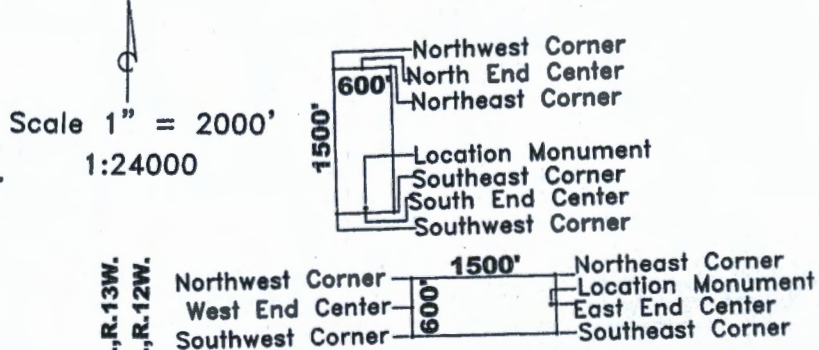 Scale 1" = 2000'
1:24000
Northwest Corner
North End Center
Northeast Corner
600'
1500'
Location Monument
Southeast Corner
South End Center
Southwest Corner
,R.13W.
,R.12W.
1500'
600'
Northwest Corner
West End Center
Southwest Corner
Northeast Corner
Location Monument
East End Center
Southeast Corner